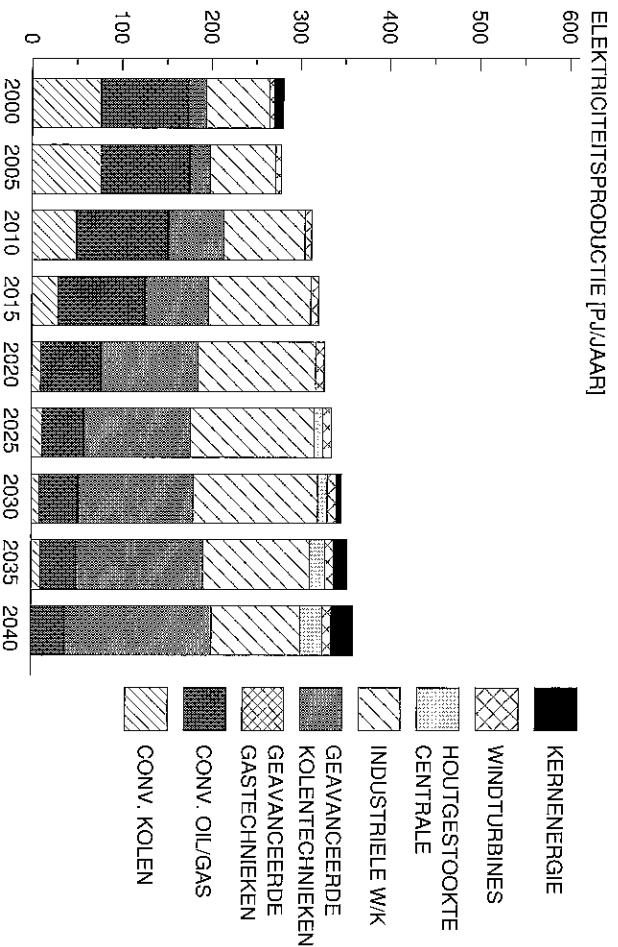 ELEKTRICITEITSPRODUCTIE [PJ/JAAR]
600
500
400
300
200
100
0
2000
2005
2010
2015
2020
2025
2030
2035
2040
KERNENERGIE
WINDTURBINES
HOUTGESTOOKTE
CENTRALE
INDUSTRIELE W/K
GEAVANCEERDE
KOLENTECHNIEKEN
GEAVANCEERDE
GASTECHNIEKEN
CONV. OIL/GAS
CONV. KOLEN